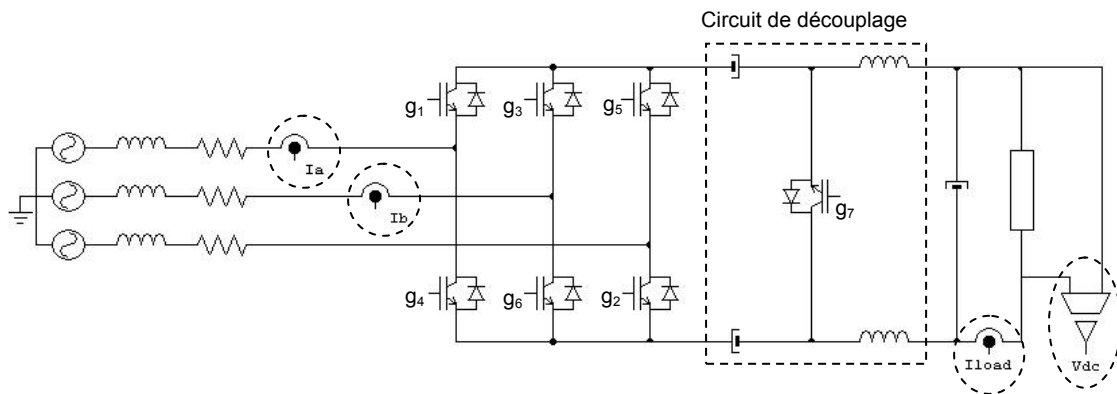 Circuit de découplage
g1
g3
g5
Ia
Ib
g7
g4
g6
g2
Iload
Vdc